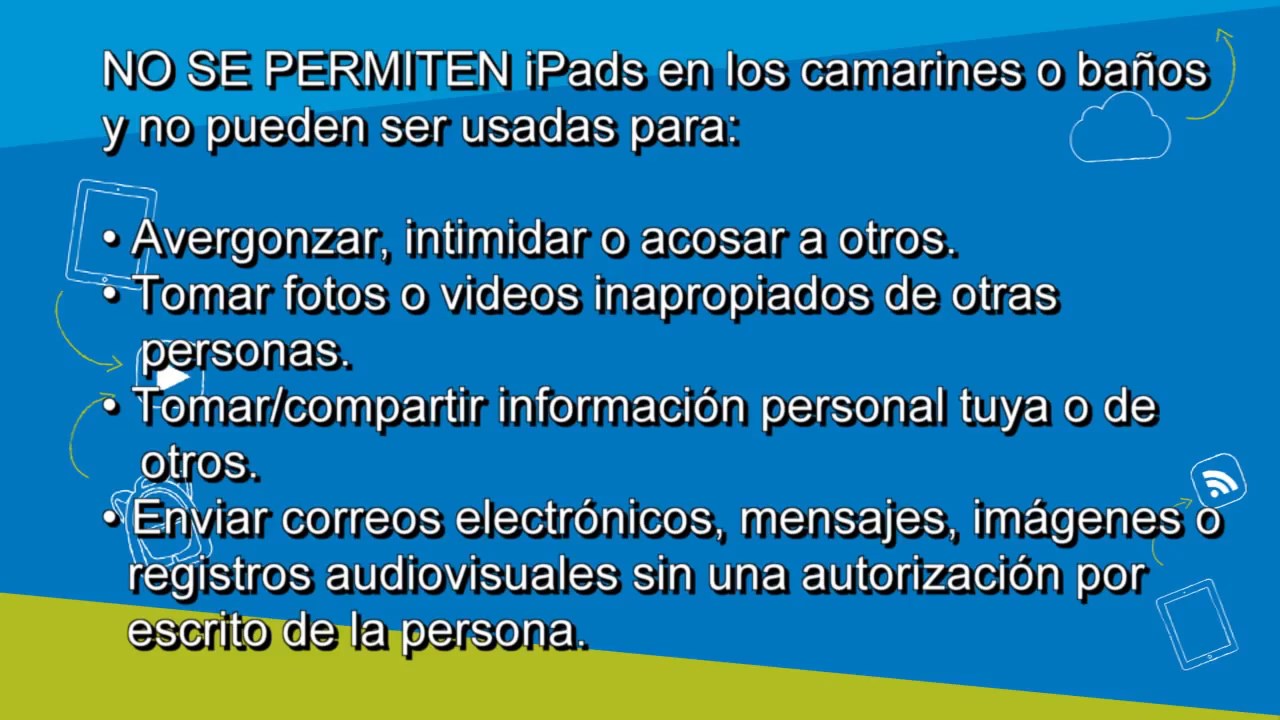 NO SE PERMITEN iPads en los camarines o baños
y no pueden ser usadas para:
• Avergonzar, intimidar o acosar a otros.
• Tomar fotos o videos inapropiados de otras
personas.
• Tomar/compartir información personal tuya o de
otros.
• Enviar correos electrónicos, mensajes, imágenes o
registros audiovisuales sin una autorización por
escrito de la persona.